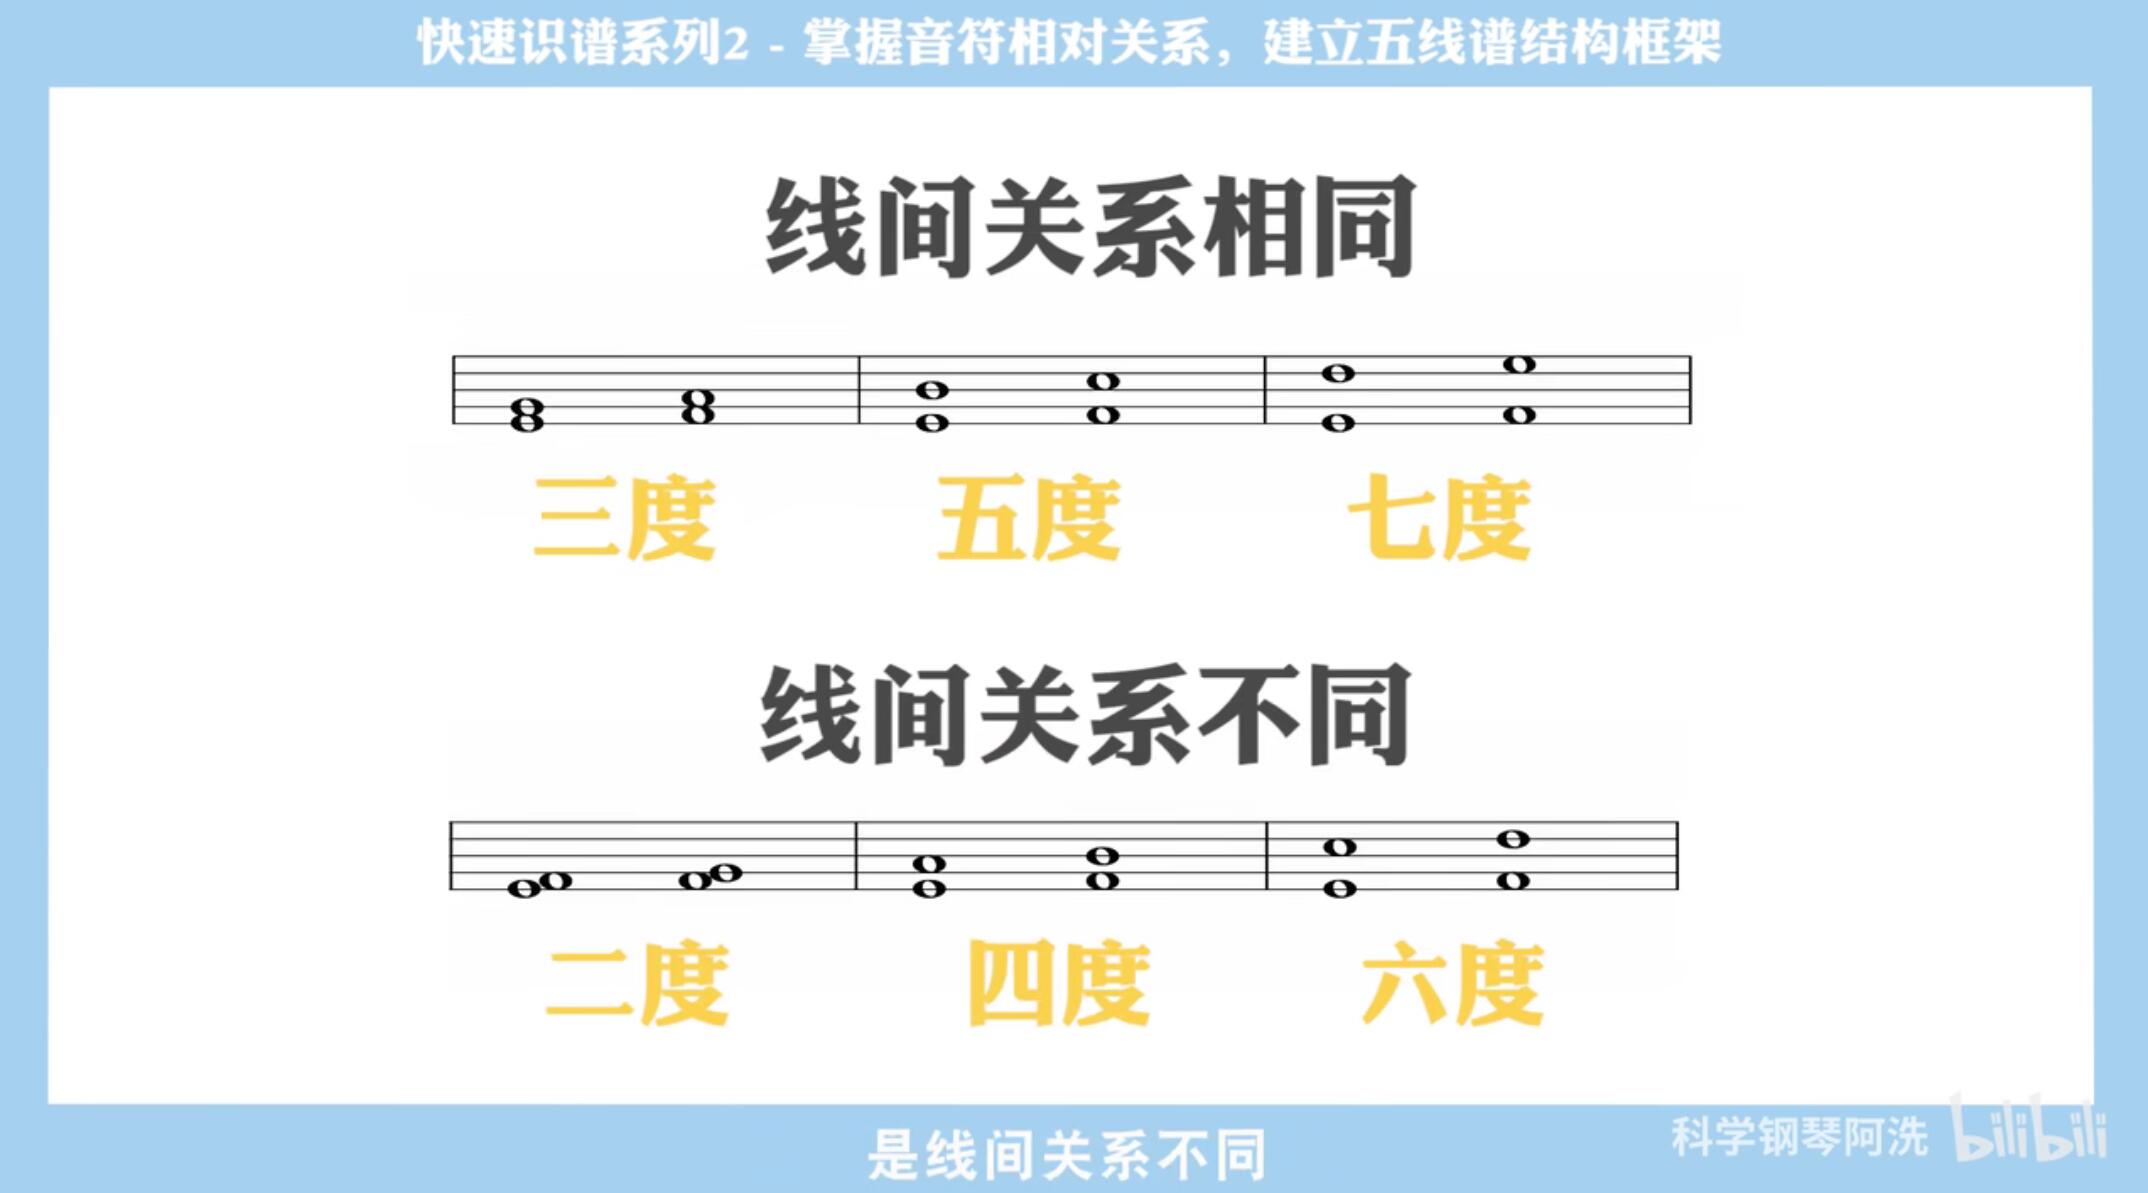 快速识谱系列2 - 掌握音符相对关系，建立五线谱结构框架
线间关系相同
三度 五度 七度
线间关系不同
二度 四度 六度
科学钢琴阿洗 bilibili
是线间关系不同